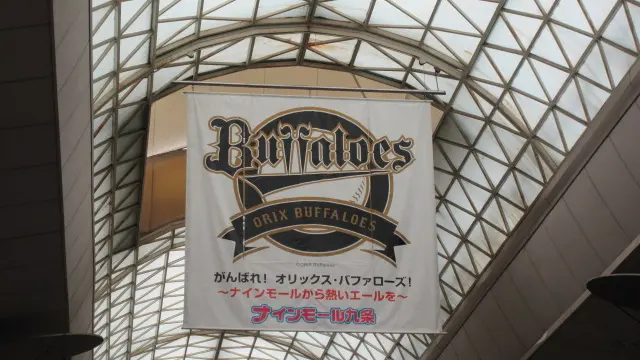 Buffaloes
ORIX BUFFALOES
がんばれ! オリックス・バファローズ!
～ナインモールから熱いエールを～
ナインモール九条